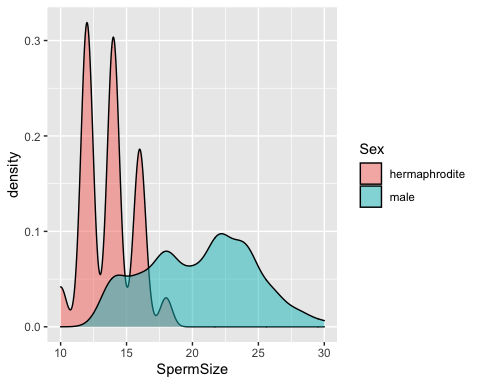 0.3
0.2
0.1
0.0
density
10 15 20 25 30
SpermSize
Sex
hermaphrodite
male